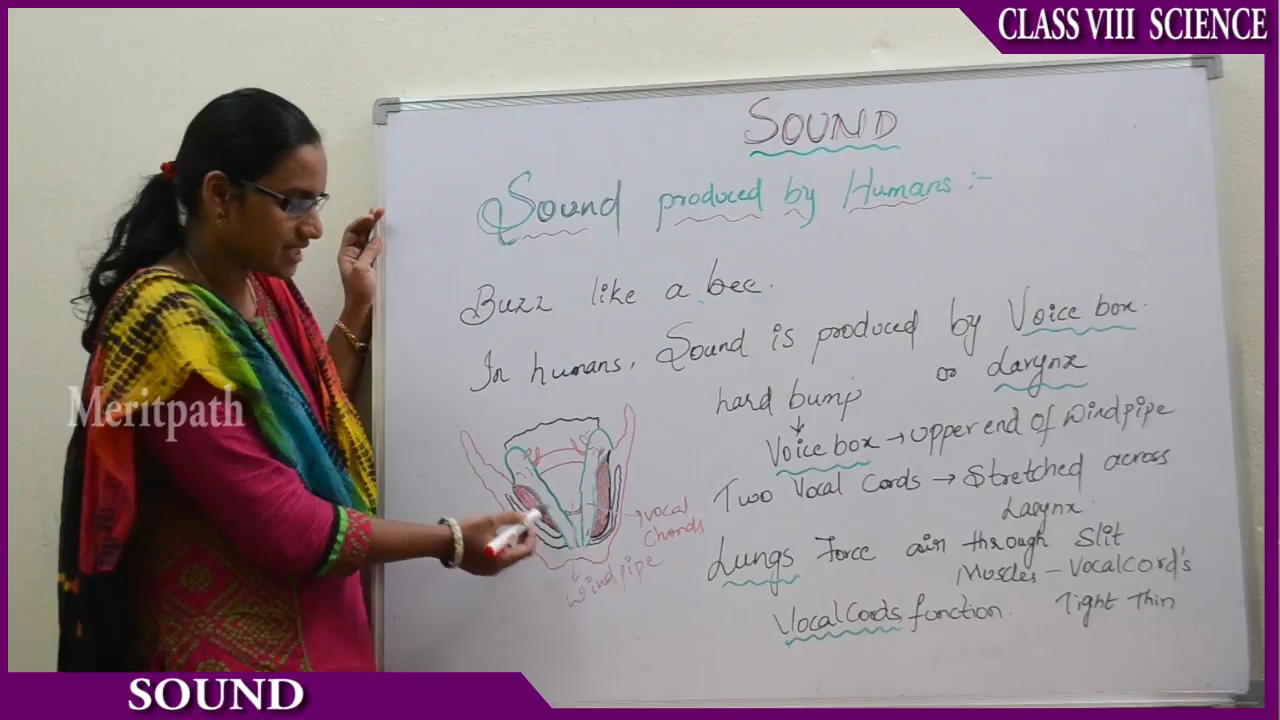 CLASS VIII SCIENCE
SOUND
Sound produced by Humans :-
Buzz like a bee.
In humans, Sound is produced by Voice box.
or Larynx
hard bump
Voice box → Upper end of Windpipe
Two Vocal Cords → Stretched across
Larynx
Lungs Force air through Slit
Muscles - Vocalcord's
Vocal Cords function. Tight Thin
vocal
chords
windpipe
Meritpath
SOUND